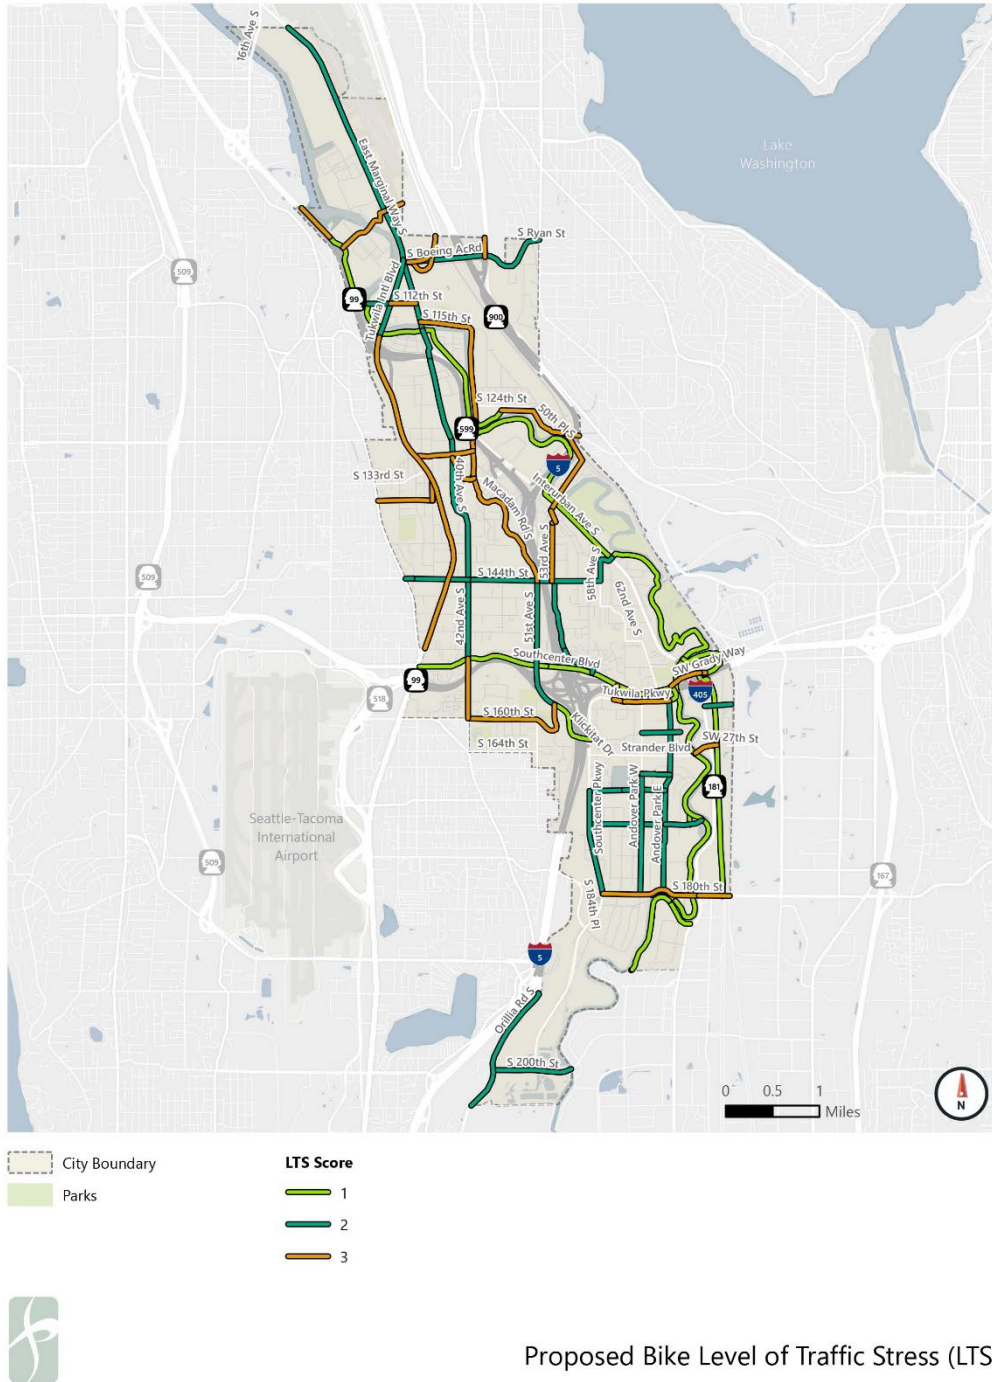 16th Ave S
Lake
Washington
East Marginal Way S
S Ryan St
S Boeing AcRd
509
Tukwila Intl Blvd
99
S 112th St
S 115th St
900
S 124th St
50th Pl S
599
5
S 133rd St
40th Ave S
Macadam Rd S
Interurban Ave S
53rd Ave S
509
S 144th St
58th Ave S
62nd Ave S
42nd Ave S
51st Ave S
515
Southcenter Blvd
SW Grady Way
99
518
Tukwila Pkwy
405
S 160th St
Klickitat Dr
S 164th St
Strander Blvd
SW 27th St
Southcenter Pkwy
Andover Park W
Andover Park E
181
Seattle-Tacoma
International
Airport
509
167
S 180th St
S 184th Pl
5
Orillia Rd S
S 200th St
0 0.5 1
Miles
N
City Boundary
Parks
LTS Score
1
2
3
Proposed Bike Level of Traffic Stress (LTS